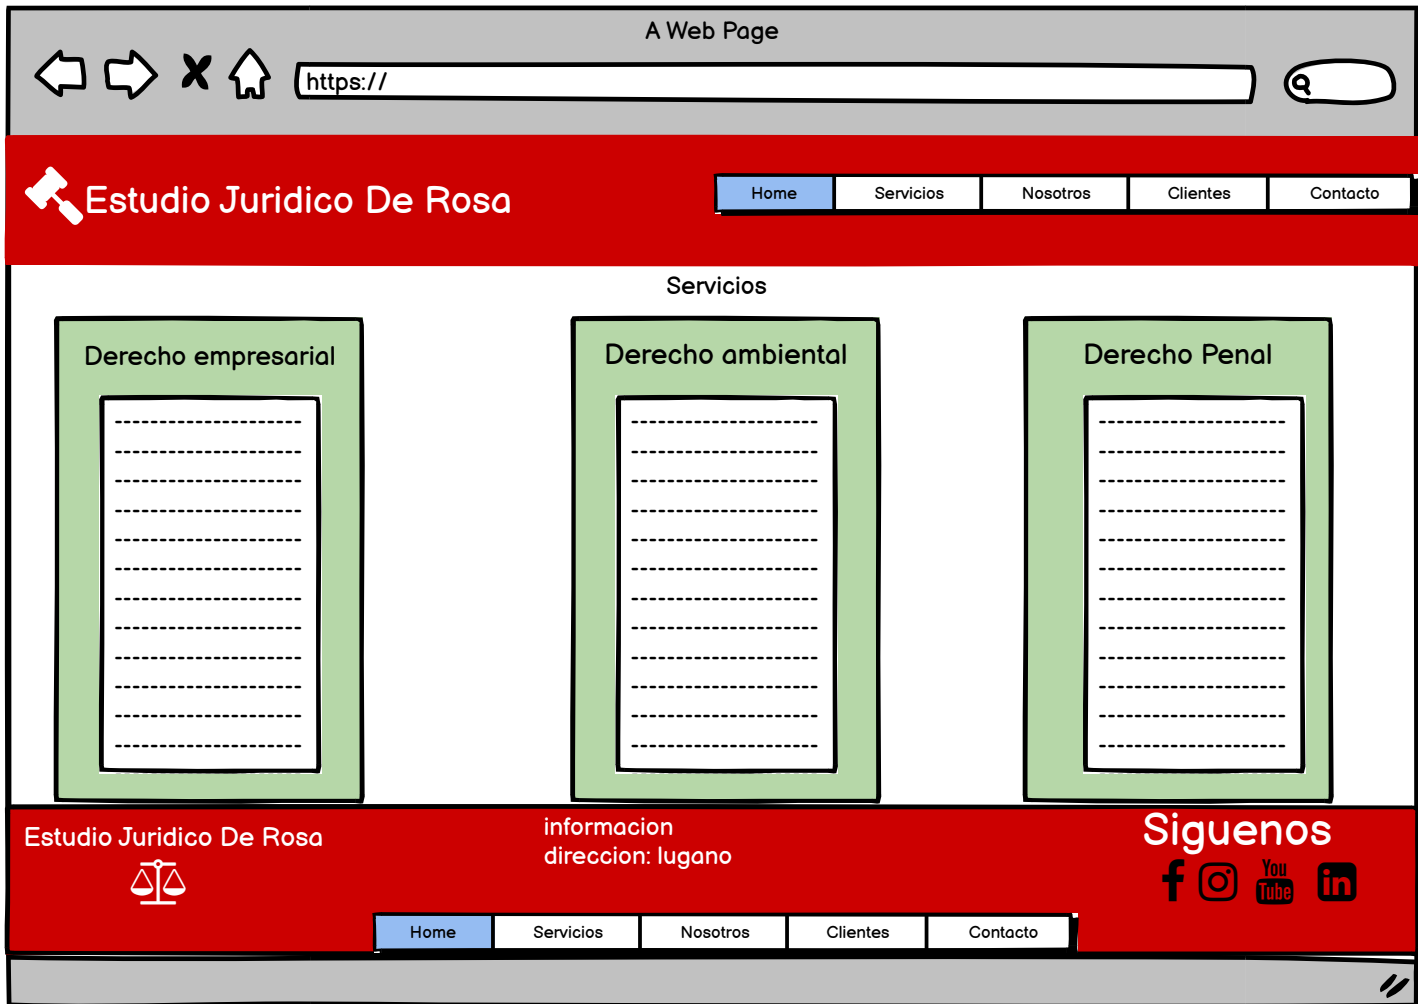 A Web Page
https://
Estudio Juridico De Rosa
Home Servicios Nosotros Clientes Contacto
Servicios
Derecho empresarial
Derecho ambiental
Derecho Penal
Estudio Juridico De Rosa
informacion
direccion: lugano
Siguenos
You
Tube
in
Home Servicios Nosotros Clientes Contacto